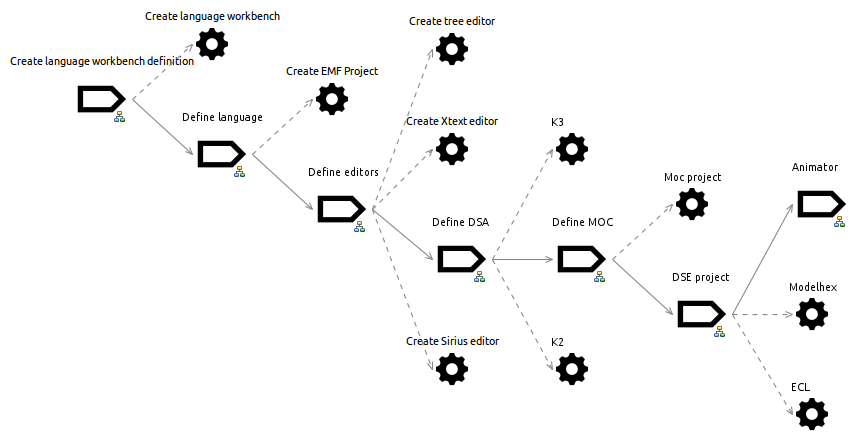 Create language workbench
Create tree editor
Create language workbench definition
Create EMF Project
Define language
Create Xtext editor
K3
Define editors
Moc project
Animator
Define DSA
Define MOC
DSE project
Modelhex
Create Sirius editor
K2
ECL